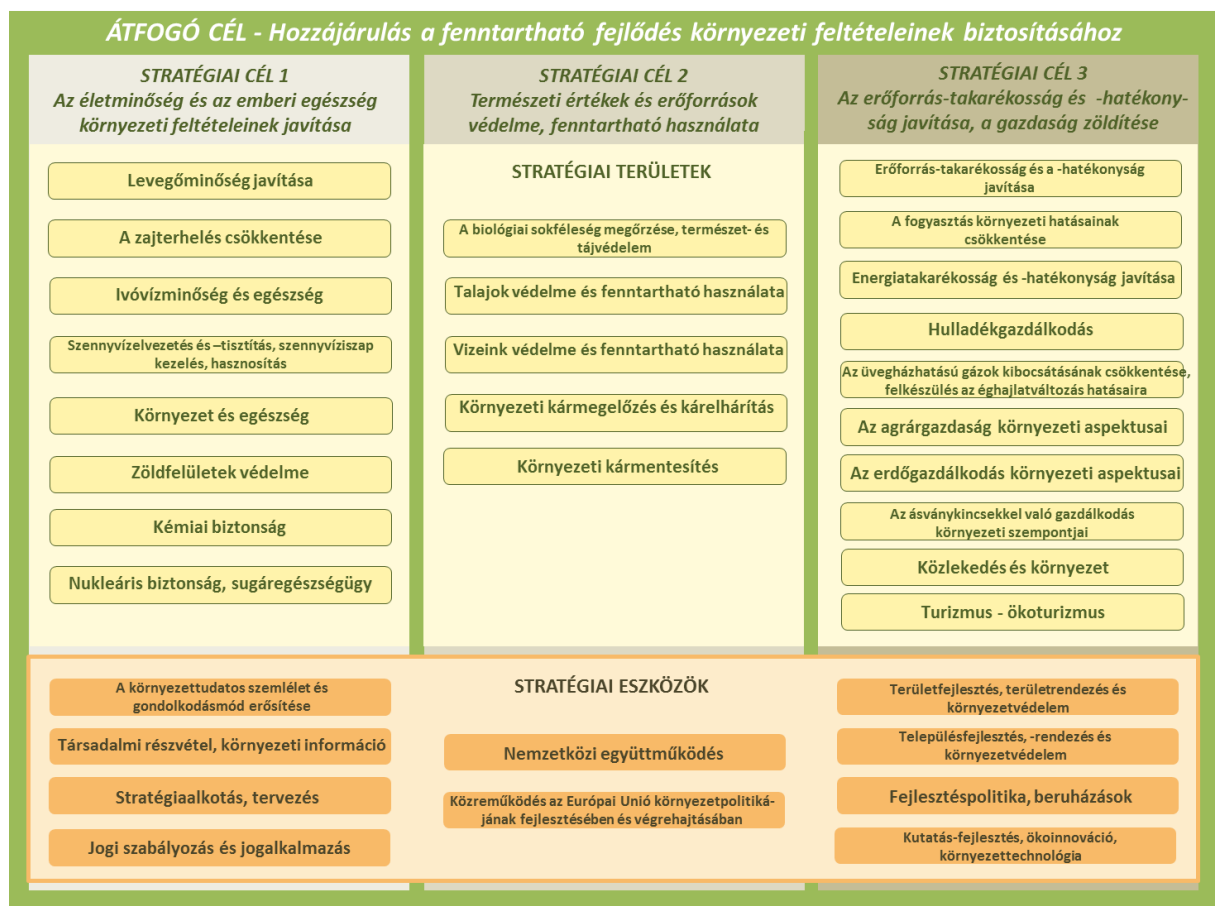 ÁTFOGÓ CÉL - Hozzájárulás a fenntartható fejlődés környezeti feltételeinek biztosításához
STRATÉGIAI CÉL 1
Az életminőség és az emberi egészség
környezeti feltételeinek javítása
STRATÉGIAI CÉL 2
Természeti értékek és erőforrások
védelme, fenntartható használata
STRATÉGIAI CÉL 3
Az erőforrás-takarékosság és -hatékony-
ság javítása, a gazdaság zöldítése
Levegőminőség javítása
A zajterhelés csökkentése
Ivóvízminőség és egészség
Szennyvízelvezetés és –tisztítás, szennyvíziszap
kezelés, hasznosítás
Környezet és egészség
Zöldfelületek védelme
Kémiai biztonság
Nukleáris biztonság, sugáregészségügy
STRATÉGIAI TERÜLETEK
A biológiai sokféleség megőrzése, természet- és
tájvédelem
Talajok védelme és fenntartható használata
Vizeink védelme és fenntartható használata
Környezeti kármegelőzés és kárelhárítás
Környezeti kármentesítés
Erőforrás-takarékosság és a -hatékonyság
javítása
A fogyasztás környezeti hatásainak
csökkentése
Energiatakarékosság és -hatékonyság javítása
Hulladékgazdálkodás
Az üvegházhatású gázok kibocsátásának csökkentése,
felkészülés az éghajlatváltozás hatásaira
Az agrárgazdaság környezeti aspektusai
Az erdőgazdálkodás környezeti aspektusai
Az ásványkincsekkel való gazdálkodás
környezeti szempontjai
Közlekedés és környezet
Turizmus - ökoturizmus
A környezettudatos szemlélet és
gondolkodásmód erősítése
Társadalmi részvétel, környezeti információ
Stratégiaalkotás, tervezés
Jogi szabályozás és jogalkalmazás
STRATÉGIAI ESZKÖZÖK
Nemzetközi együttműködés
Közreműködés az Európai Unió környezetpolitiká-
jának fejlesztésében és végrehajtásában
Területfejlesztés, területrendezés és
környezetvédelem
Településfejlesztés, -rendezés és
környezetvédelem
Fejlesztéspolitika, beruházások
Kutatás-fejlesztés, ökoinnováció,
környezettechnológia